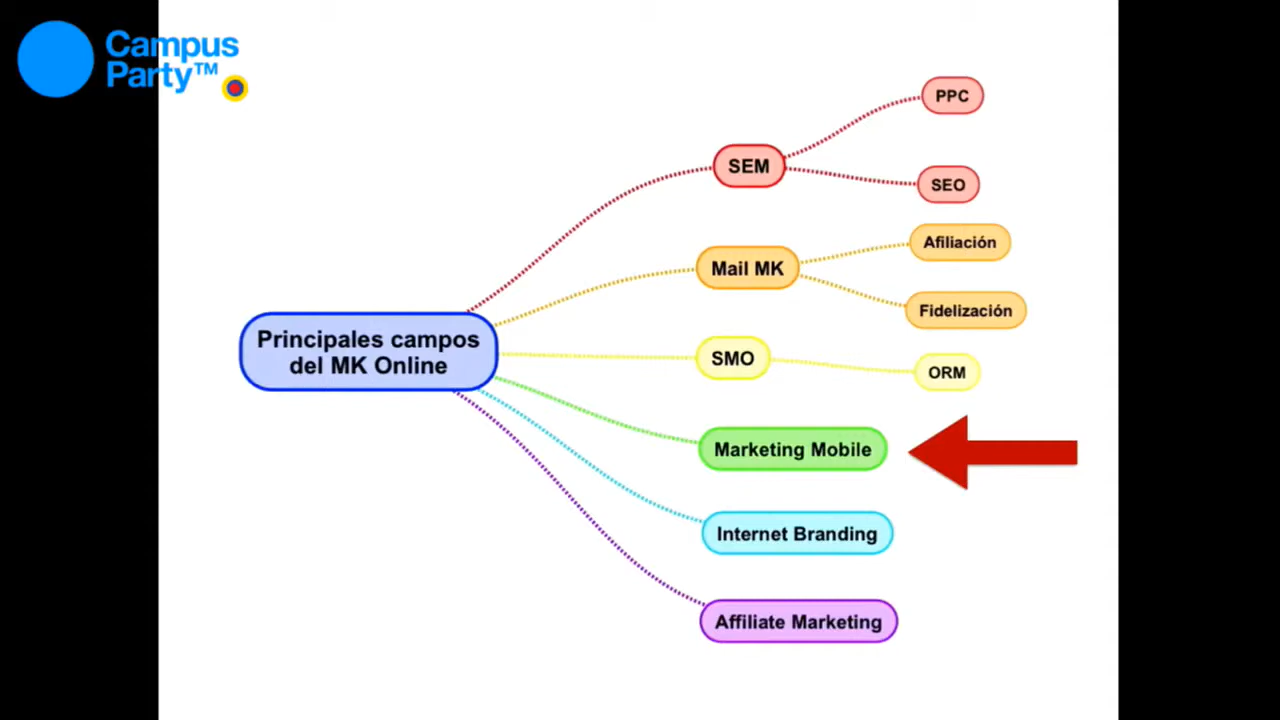 Campus
Party™
PPC
SEM
SEO
Afiliación
Mail MK
Fidelización
Principales campos
del MK Online
SMO
ORM
Marketing Mobile
Internet Branding
Affiliate Marketing